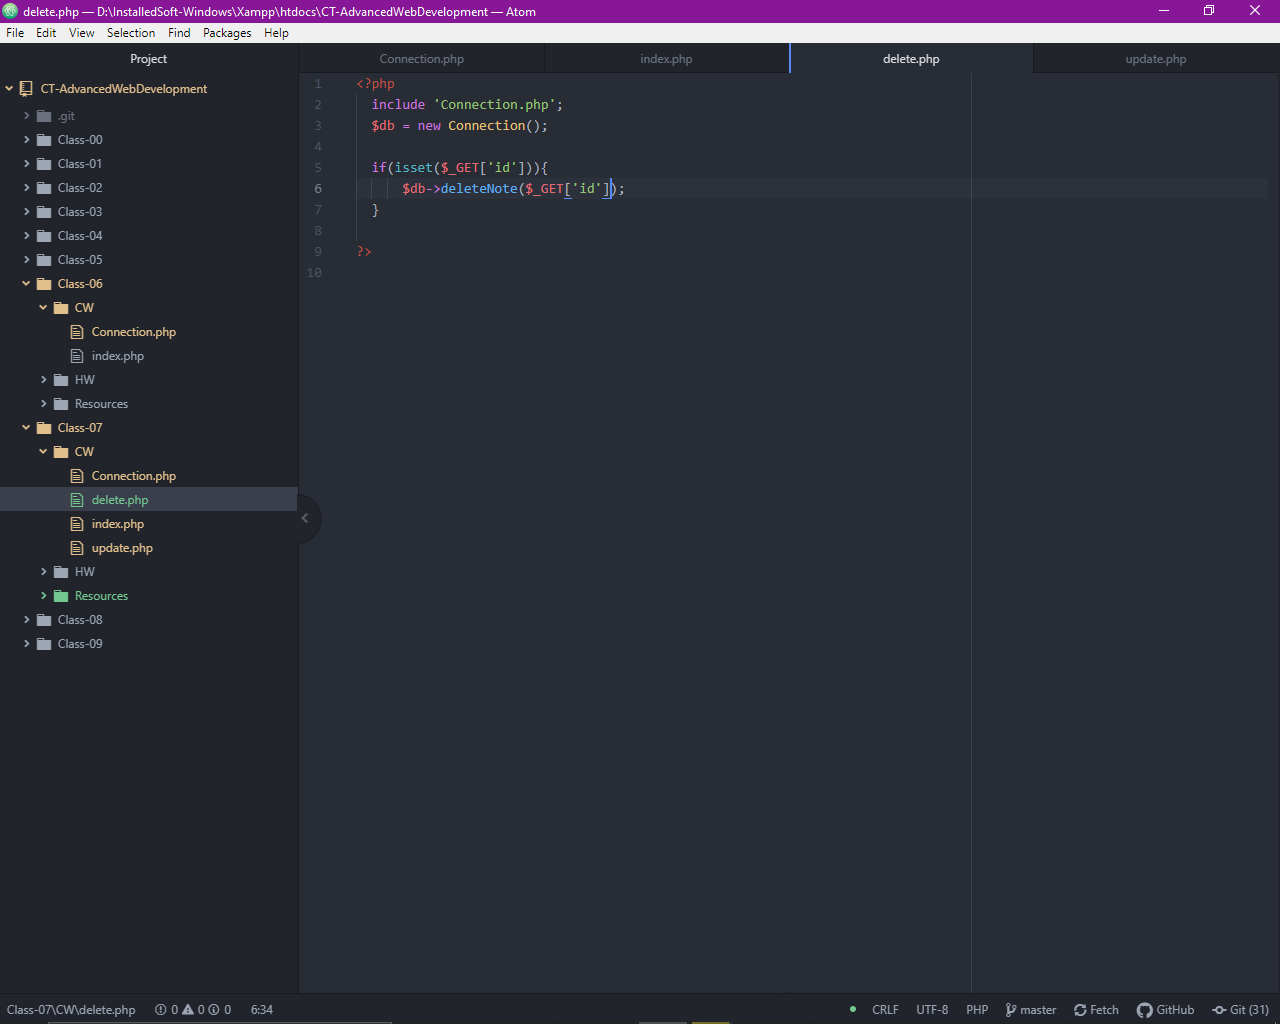 delete.php — D:\InstalledSoft-Windows\Xampp\htdocs\CT-AdvancedWebDevelopment — Atom
File Edit View Selection Find Packages Help
Project
CT-AdvancedWebDevelopment
.git
Class-00
Class-01
Class-02
Class-03
Class-04
Class-05
Class-06
CW
Connection.php
index.php
HW
Resources
Class-07
CW
Connection.php
delete.php
index.php
update.php
HW
Resources
Class-08
Class-09
Connection.php index.php delete.php update.php
1 <?php
2 include 'Connection.php';
3 $db = new Connection();
4
5 if(isset($_GET['id'])){
6 $db->deleteNote($_GET['id']);
7 }
8
9 ?>
10
Class-07\CW\delete.php 0 0 0 6:34 CRLF UTF-8 PHP master Fetch GitHub Git (31)